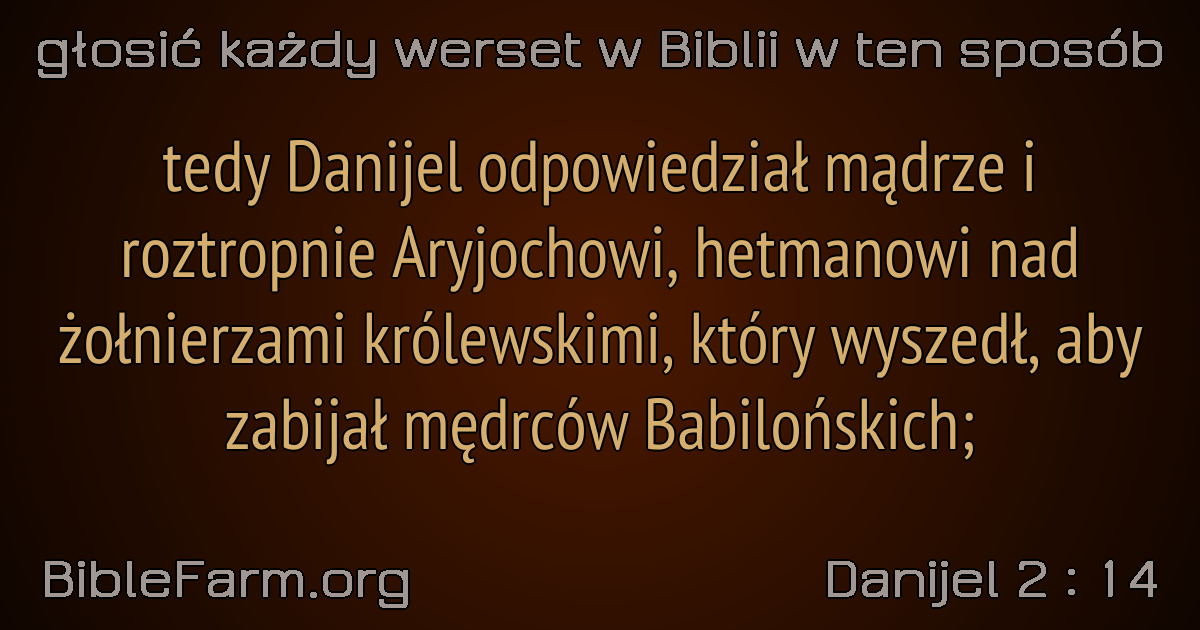 głosić każdy werset w Biblii w ten sposób
tedy Danijel odpowiedział mądrze i
roztropnie Aryjochowi, hetmanowi nad
żołnierzami królewskimi, który wyszedł, aby
zabijał mędrców Babilońskich;
BibleFarm.org
Danijel 2 : 14